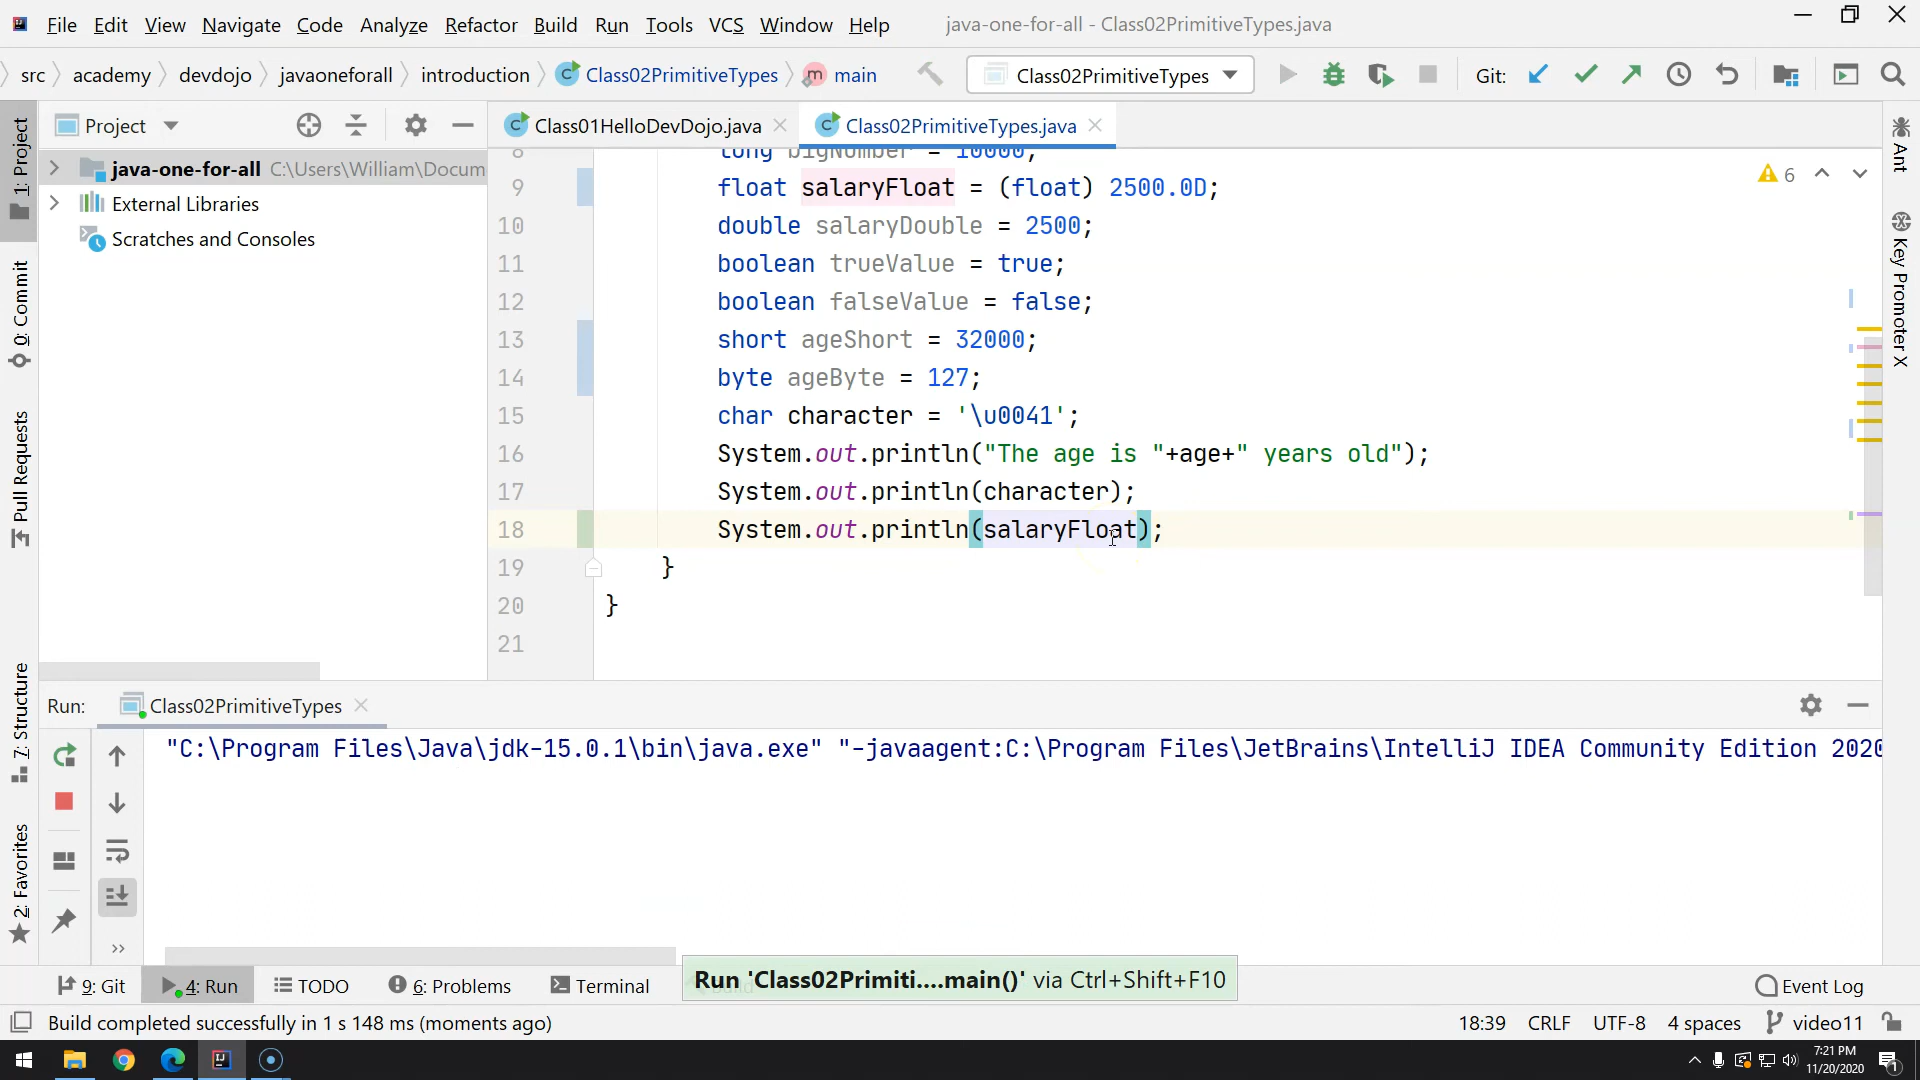 File Edit View Navigate Code Analyze Refactor Build Run Tools VCS Window Help java-one-for-all - Class02PrimitiveTypes.java
src academy devdojo javaoneforall introduction Class02PrimitiveTypes main Class02PrimitiveTypes Git:
Project
Class01HelloDevDojo.java Class02PrimitiveTypes.java
java-one-for-all C:\Users\William\Docum
External Libraries
Scratches and Consoles
1: Project
0: Commit
Pull Requests
7: Structure
2: Favorites
8 long bigNumber = 10000;
9 float salaryFloat = (float) 2500.0D;
10 double salaryDouble = 2500;
11 boolean trueValue = true;
12 boolean falseValue = false;
13 short ageShort = 32000;
14 byte ageByte = 127;
15 char character = '\u0041';
16 System.out.println("The age is "+age+" years old");
17 System.out.println(character);
18 System.out.println(salaryFloat);
19 }
20 }
21
6
Ant
Key Promoter X
Run: Class02PrimitiveTypes
"C:\Program Files\Java\jdk-15.0.1\bin\java.exe" "-javaagent:C:\Program Files\JetBrains\IntelliJ IDEA Community Edition 2020
Run 'Class02Primiti....main()' via Ctrl+Shift+F10
9: Git 4: Run TODO 6: Problems Terminal Event Log
Build completed successfully in 1 s 148 ms (moments ago) 18:39 CRLF UTF-8 4 spaces video11
7:21 PM
11/20/2020
1